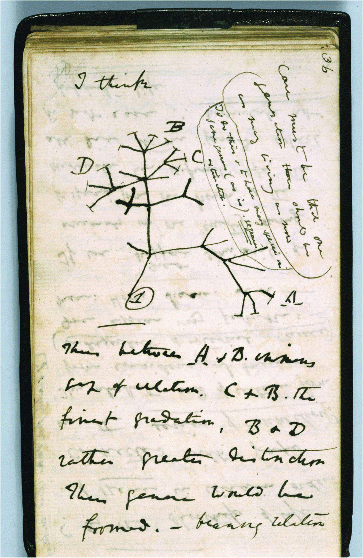 36
I think
Case must be that one
generation then should be
as many living as now
To do this & to have many species in
same genus (as is) requires
extinction
B
D
C
A
1
Thus between A & B. immens
gap of relation. C & B. the
finest gradation, B & D
rather greater distinction
Thus genera would be
formed. — bearing relation